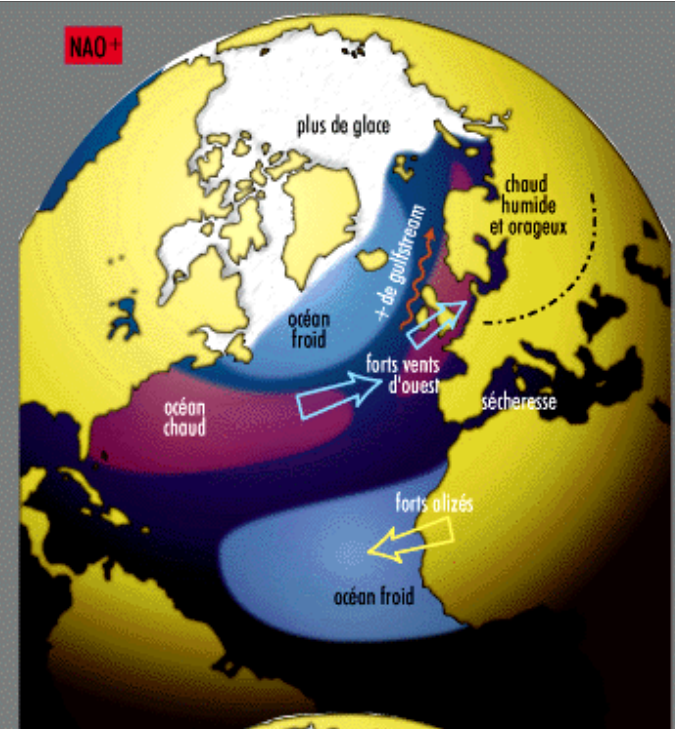 NAO+
plus de glace
chaud
humide
et orageux
+ de gulfstream
océan
froid
forts vents
d'ouest
océan
chaud
sécheresse
forts alizés
océan froid